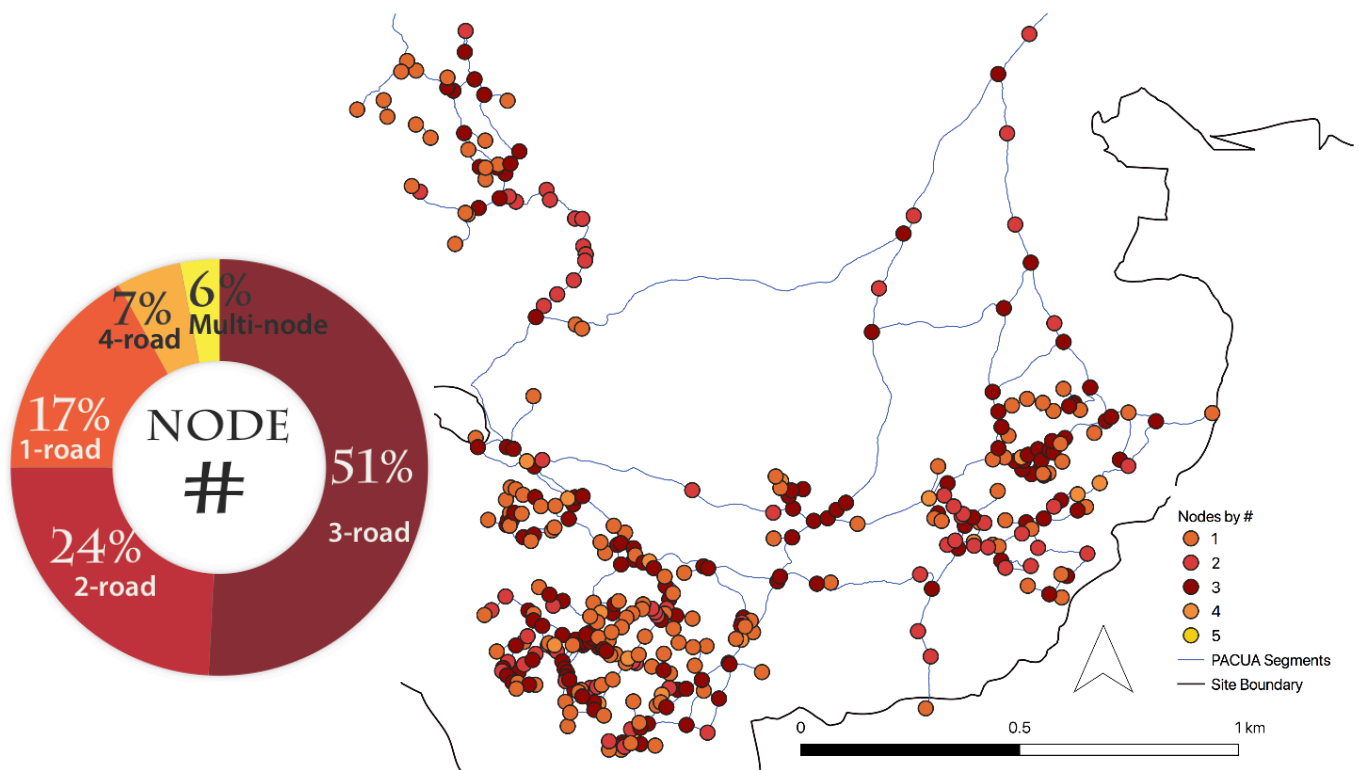 6%
7%
Multi-node
4-road
17%
1-road
NODE
#
51%
3-road
24%
2-road
Nodes by #
1
2
3
4
5
PACUA Segments
Site Boundary
0
0.5
1 km